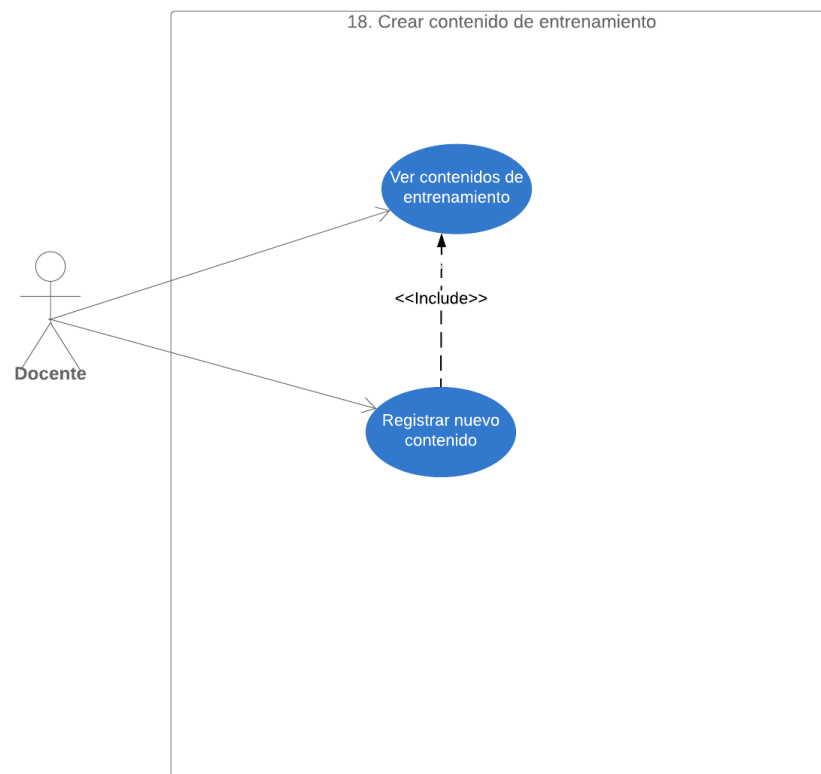 18. Crear contenido de entrenamiento
Ver contenidos de
entrenamiento
<<Include>>
Docente
Registrar nuevo
contenido